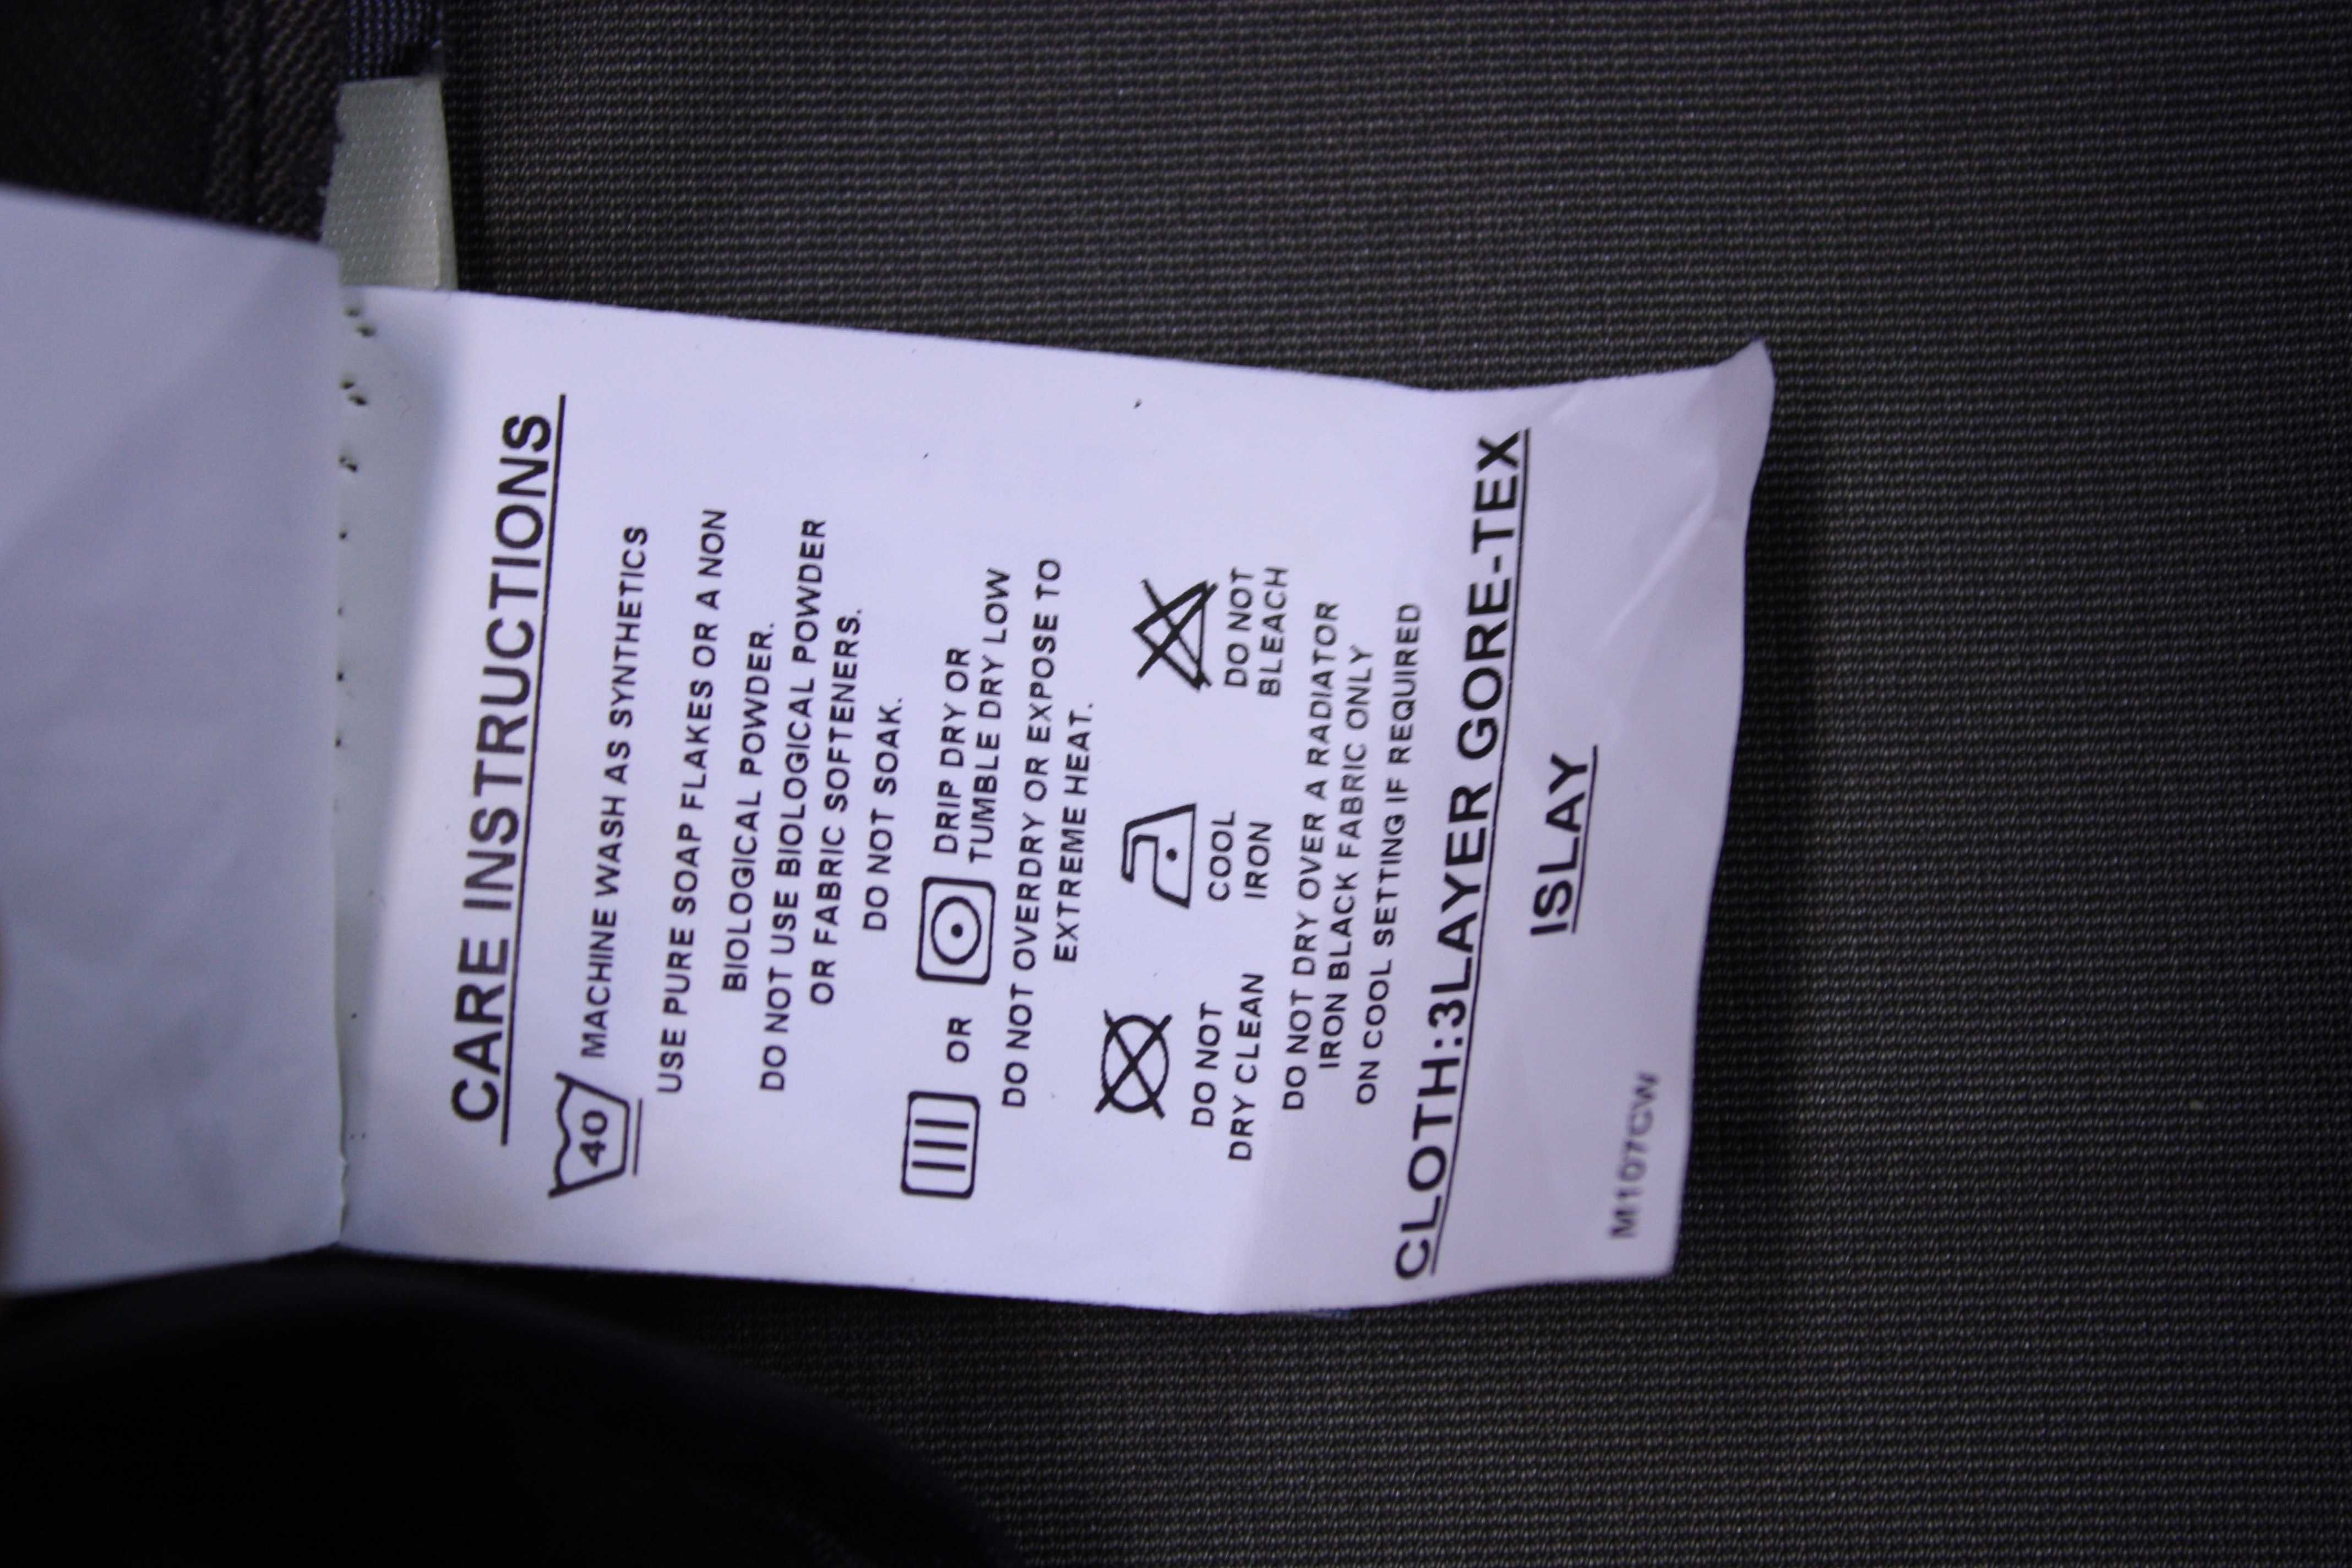 CARE INSTRUCTIONS
40 MACHINE WASH AS SYNTHETICS
USE PURE SOAP FLAKES OR A NON
BIOLOGICAL POWDER.
DO NOT USE BIOLOGICAL POWDER
OR FABRIC SOFTENERS.
DO NOT SOAK.
OR DRIP DRY OR
TUMBLE DRY LOW
DO NOT OVERDRY OR EXPOSE TO
EXTREME HEAT.
DO NOT
DRY CLEAN
COOL
IRON
DO NOT
BLEACH
DO NOT DRY OVER A RADIATOR
IRON BLACK FABRIC ONLY
ON COOL SETTING IF REQUIRED
CLOTH:3LAYER GORE-TEX
ISLAY
M107CW